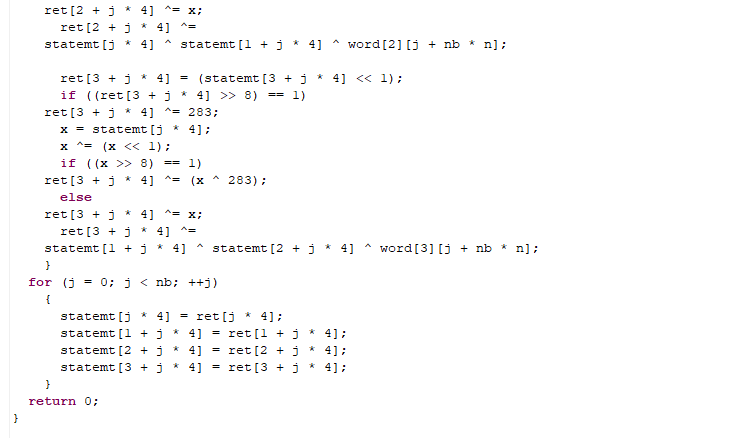 ret[2 + j * 4] ^= x;
ret[2 + j * 4] ^=
statemt[j * 4] ^ statemt[1 + j * 4] ^ word[2][j + nb * n];
ret[3 + j * 4] = (statemt[3 + j * 4] << 1);
if ((ret[3 + j * 4] >> 8) == 1)
ret[3 + j * 4] ^= 283;
x = statemt[j * 4];
x ^= (x << 1);
if ((x >> 8) == 1)
ret[3 + j * 4] ^= (x ^ 283);
else
ret[3 + j * 4] ^= x;
ret[3 + j * 4] ^=
statemt[1 + j * 4] ^ statemt[2 + j * 4] ^ word[3][j + nb * n];
}
for (j = 0; j < nb; ++j)
{
statemt[j * 4] = ret[j * 4];
statemt[1 + j * 4] = ret[1 + j * 4];
statemt[2 + j * 4] = ret[2 + j * 4];
statemt[3 + j * 4] = ret[3 + j * 4];
}
return 0;
}